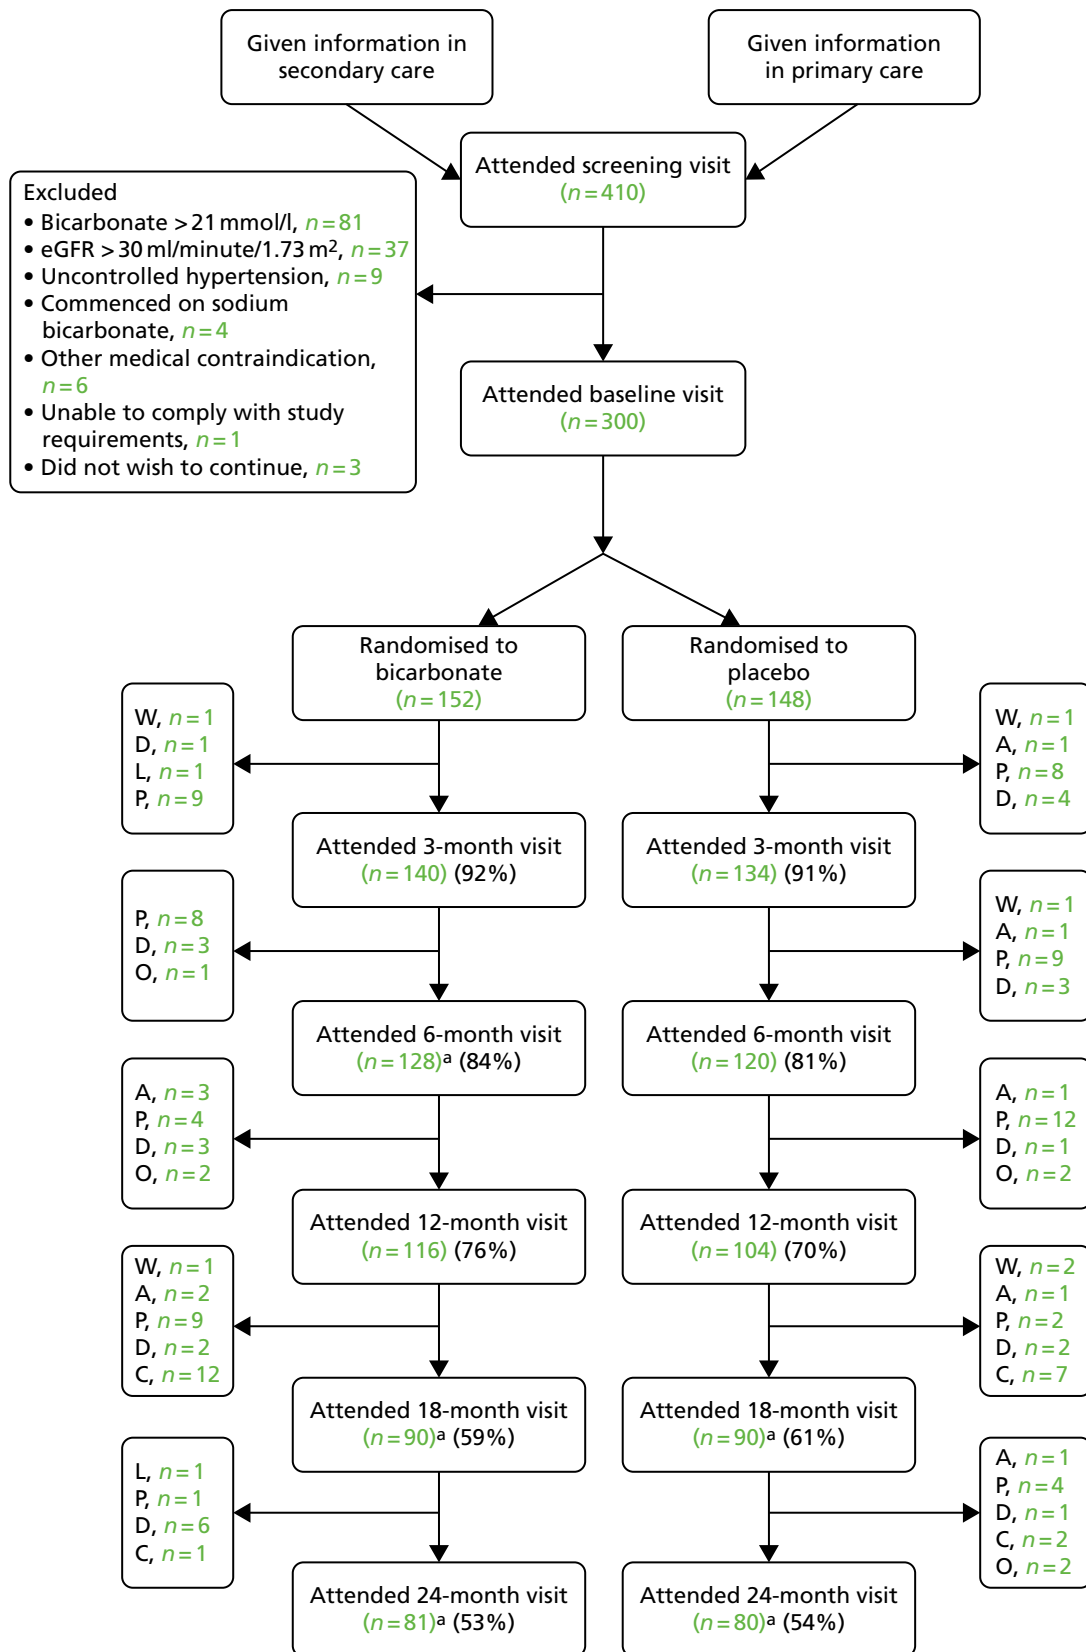 Given information in
secondary care
Given information
in primary care
Attended screening visit
(n=410)
Excluded
• Bicarbonate >21 mmol/l, n=81
• eGFR >30 ml/minute/1.73 m², n=37
• Uncontrolled hypertension, n=9
• Commenced on sodium
bicarbonate, n=4
• Other medical contraindication,
n=6
• Unable to comply with study
requirements, n=1
• Did not wish to continue, n=3
Attended baseline visit
(n=300)
Randomised to
bicarbonate
(n=152)
Randomised to
placebo
(n=148)
W, n=1
D, n=1
L, n=1
P, n=9
W, n=1
A, n=1
P, n=8
D, n=4
Attended 3-month visit
(n=140) (92%)
Attended 3-month visit
(n=134) (91%)
P, n=8
D, n=3
O, n=1
W, n=1
A, n=1
P, n=9
D, n=3
Attended 6-month visit
(n=128)ᵃ (84%)
Attended 6-month visit
(n=120) (81%)
A, n=3
P, n=4
D, n=3
O, n=2
A, n=1
P, n=12
D, n=1
O, n=2
Attended 12-month visit
(n=116) (76%)
Attended 12-month visit
(n=104) (70%)
W, n=1
A, n=2
P, n=9
D, n=2
C, n=12
W, n=2
A, n=1
P, n=2
D, n=2
C, n=7
Attended 18-month visit
(n=90)ᵃ (59%)
Attended 18-month visit
(n=90)ᵃ (61%)
L, n=1
P, n=1
D, n=6
C, n=1
A, n=1
P, n=4
D, n=1
C, n=2
O, n=2
Attended 24-month visit
(n=81)ᵃ (53%)
Attended 24-month visit
(n=80)ᵃ (54%)